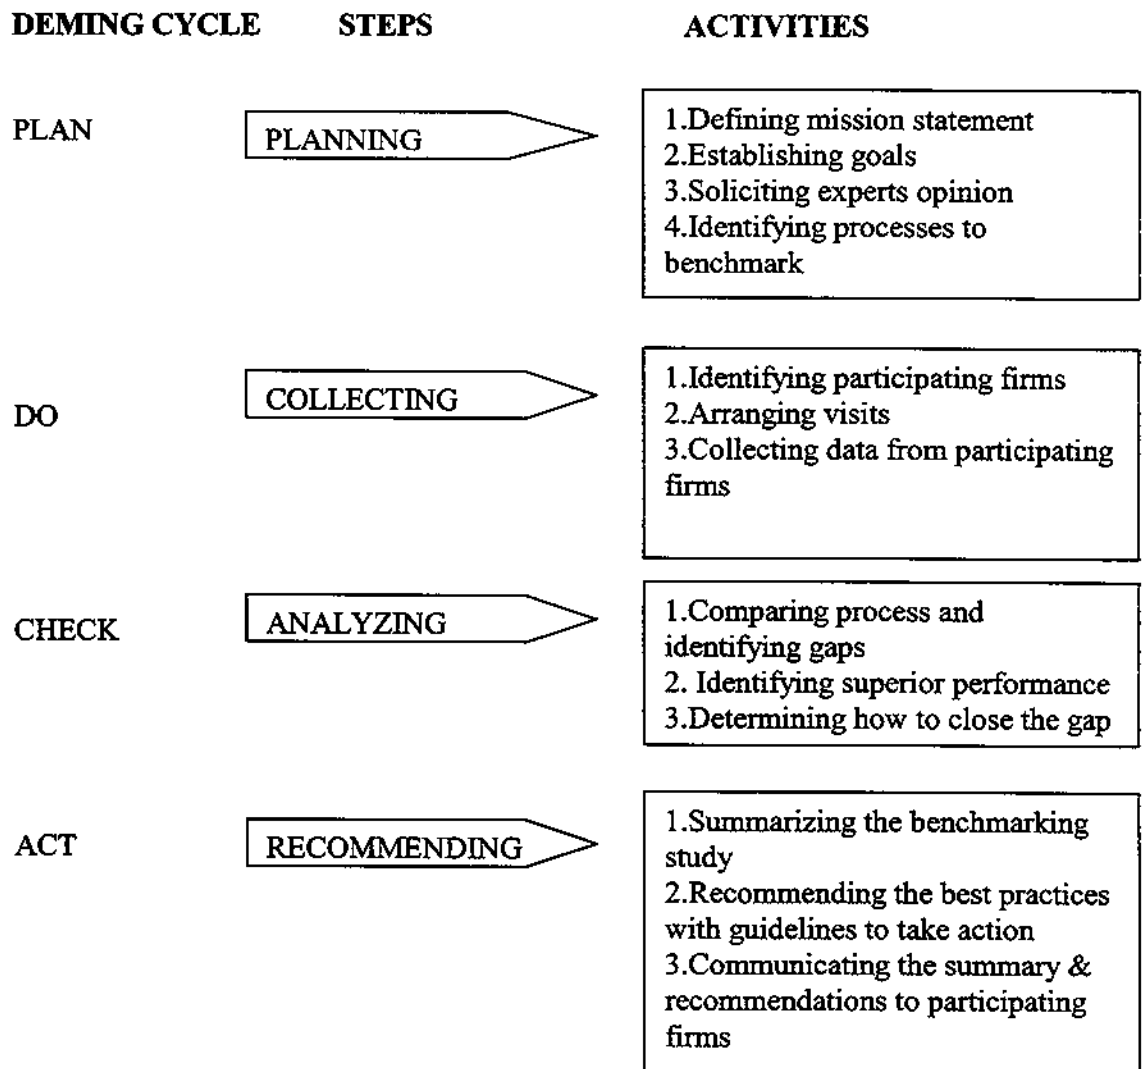 DEMING CYCLE STEPS ACTIVITIES
PLAN
PLANNING
1.Defining mission statement
2.Establishing goals
3.Soliciting experts opinion
4.Identifying processes to
benchmark
DO
COLLECTING
1.Identifying participating firms
2.Arranging visits
3.Collecting data from participating
firms
CHECK
ANALYZING
1.Comparing process and
identifying gaps
2. Identifying superior performance
3.Determining how to close the gap
ACT
RECOMMENDING
1.Summarizing the benchmarking
study
2.Recommending the best practices
with guidelines to take action
3.Communicating the summary &
recommendations to participating
firms